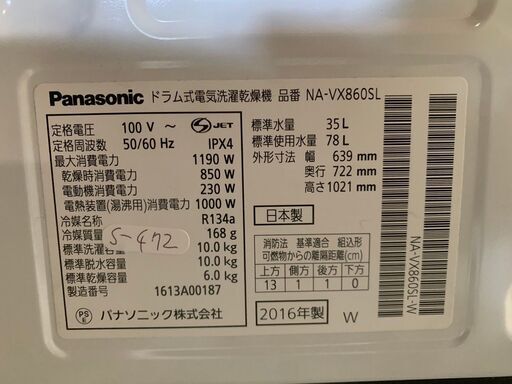 Panasonic ドラム式電気洗濯乾燥機 品番 NA-VX860SL
定格電圧 100 V ～
定格周波数 50/60 Hz
S JET
IPX4
最大消費電力 1190 W
乾燥時消費電力 850 W
電動機消費電力 230 W
電熱装置(湯沸用)消費電力 1000 W
冷媒名称 R134a
冷媒質量 168 g
標準洗濯容量 10.0 kg
標準脱水容量 10.0 kg
標準乾燥容量 6.0 kg
製造番号 1613A00187
S-472
PS
E
パナソニック株式会社
標準水量 35 L
標準使用水量 78 L
外形寸法 幅 639 mm
奥行 722 mm
高さ 1021 mm
日本製
消防法 基準適合 組込形
可燃物からの離隔距離(cm)
上方 側方 後方 下方
13 1 1 0
2016年製 W
NA-VX860SL-W